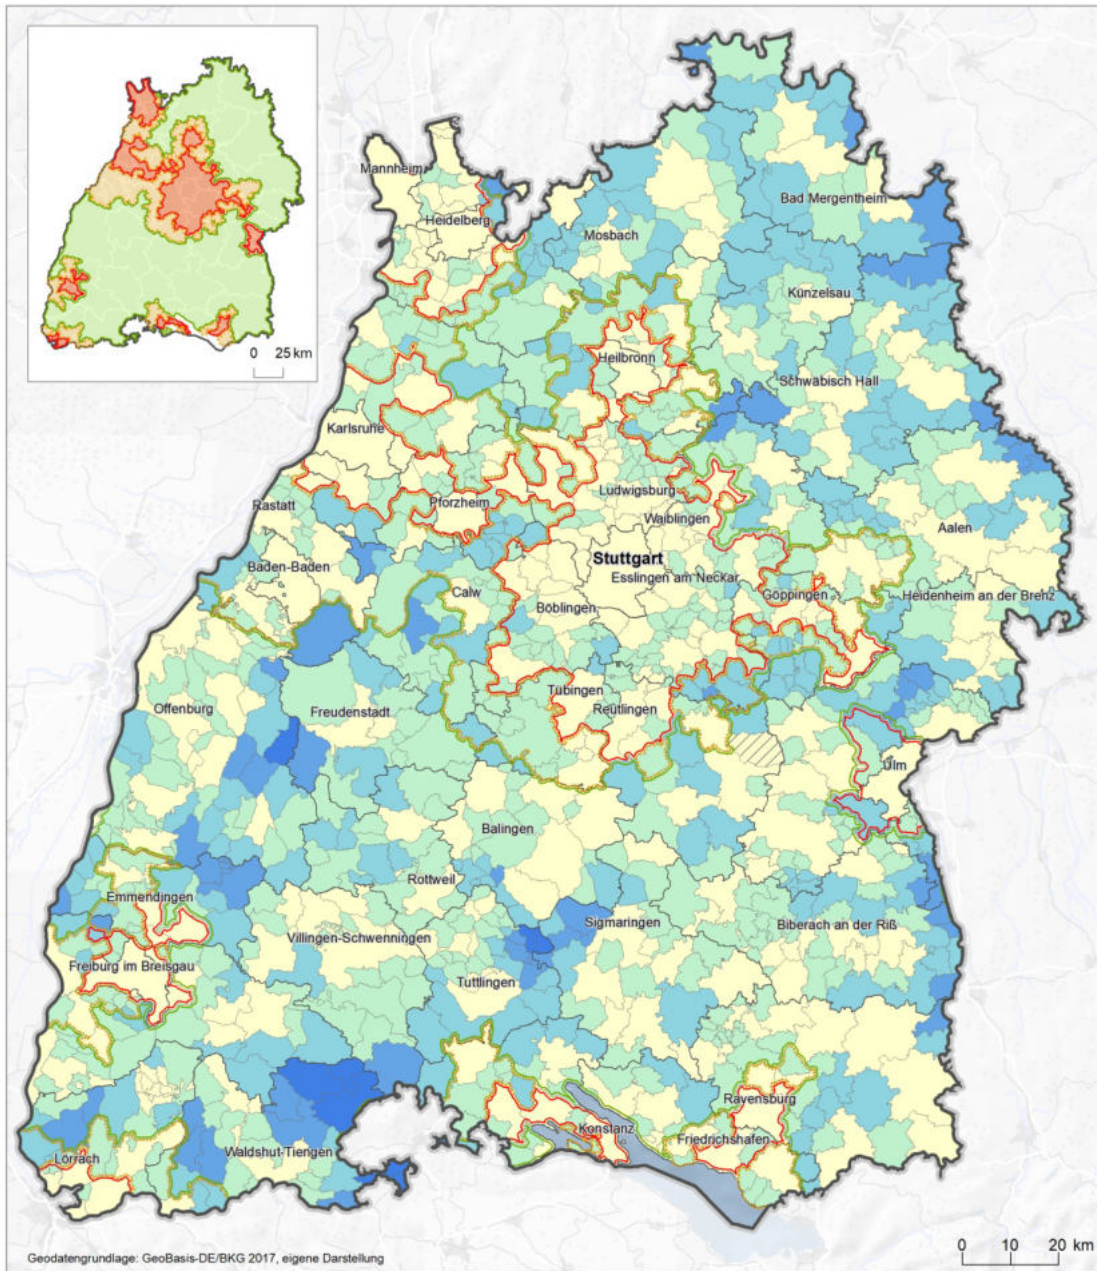 0 25 km
Mannheim
Heidelberg
Bad Mergentheim
Mosbach
Künzelsau
Heilbronn
Schwäbisch Hall
Karlsruhe
Ludwigsburg
Pforzheim
Rastatt
Waiblingen
Aalen
Stuttgart
Baden-Baden
Esslingen am Neckar
Calw
Göppingen
Heidenheim an der Brenz
Böblingen
Tübingen
Offenburg
Freudenstadt
Reutlingen
Ulm
Balingen
Rottweil
Emmendingen
Sigmaringen
Biberach an der Riß
Villingen-Schwenningen
Freiburg im Breisgau
Tuttlingen
Ravensburg
Konstanz
Friedrichshafen
Waldshut-Tiengen
Lörrach
Geodatengrundlage: GeoBasis-DE/BKG 2017, eigene Darstellung
0 10 20 km